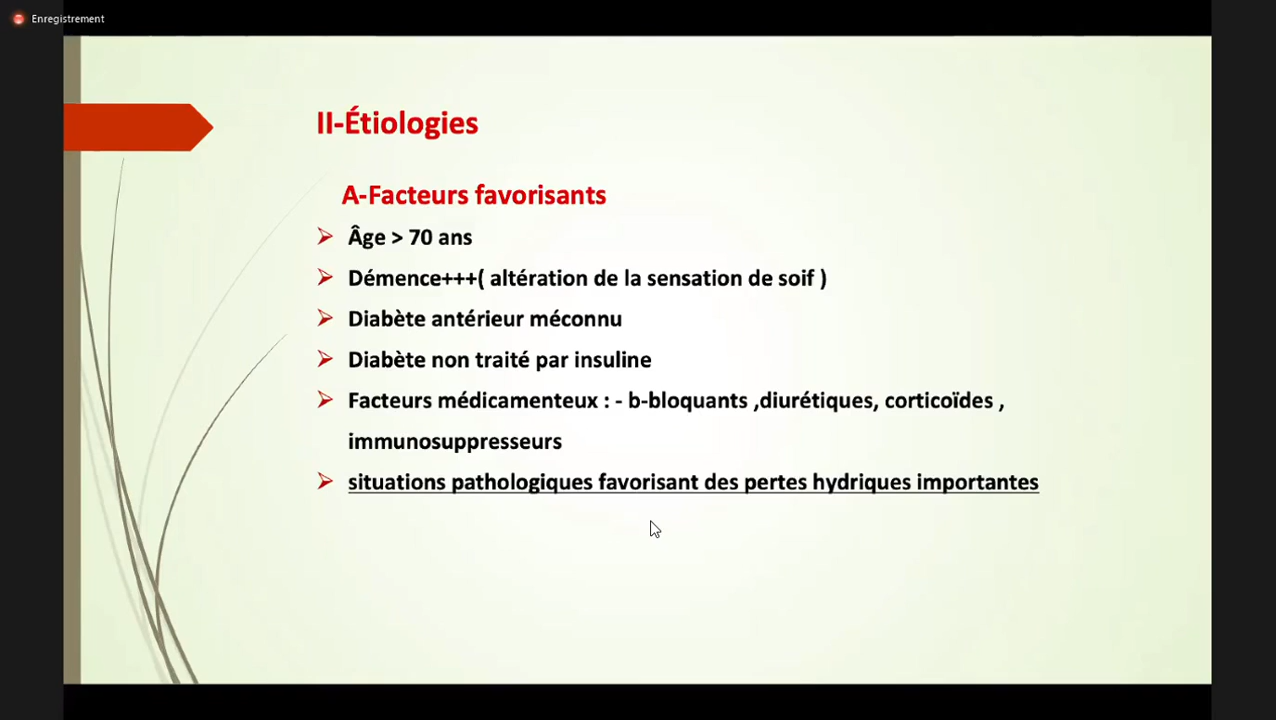 Enregistrement
II-Étiologies
A-Facteurs favorisants
Âge > 70 ans
Démence+++( altération de la sensation de soif )
Diabète antérieur méconnu
Diabète non traité par insuline
Facteurs médicamenteux : - b-bloquants ,diurétiques, corticoïdes ,
immunosuppresseurs
situations pathologiques favorisant des pertes hydriques importantes